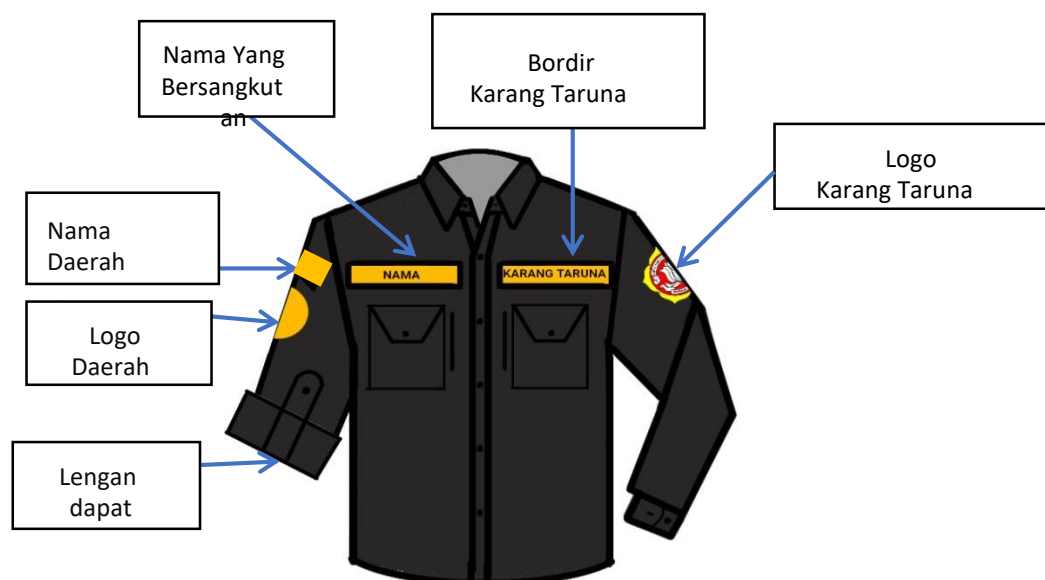 Nama Yang
Bersangkut
an
Bordir
Karang Taruna
Logo
Karang Taruna
Nama
Daerah
NAMA
KARANG TARUNA
Logo
Daerah
Lengan
dapat